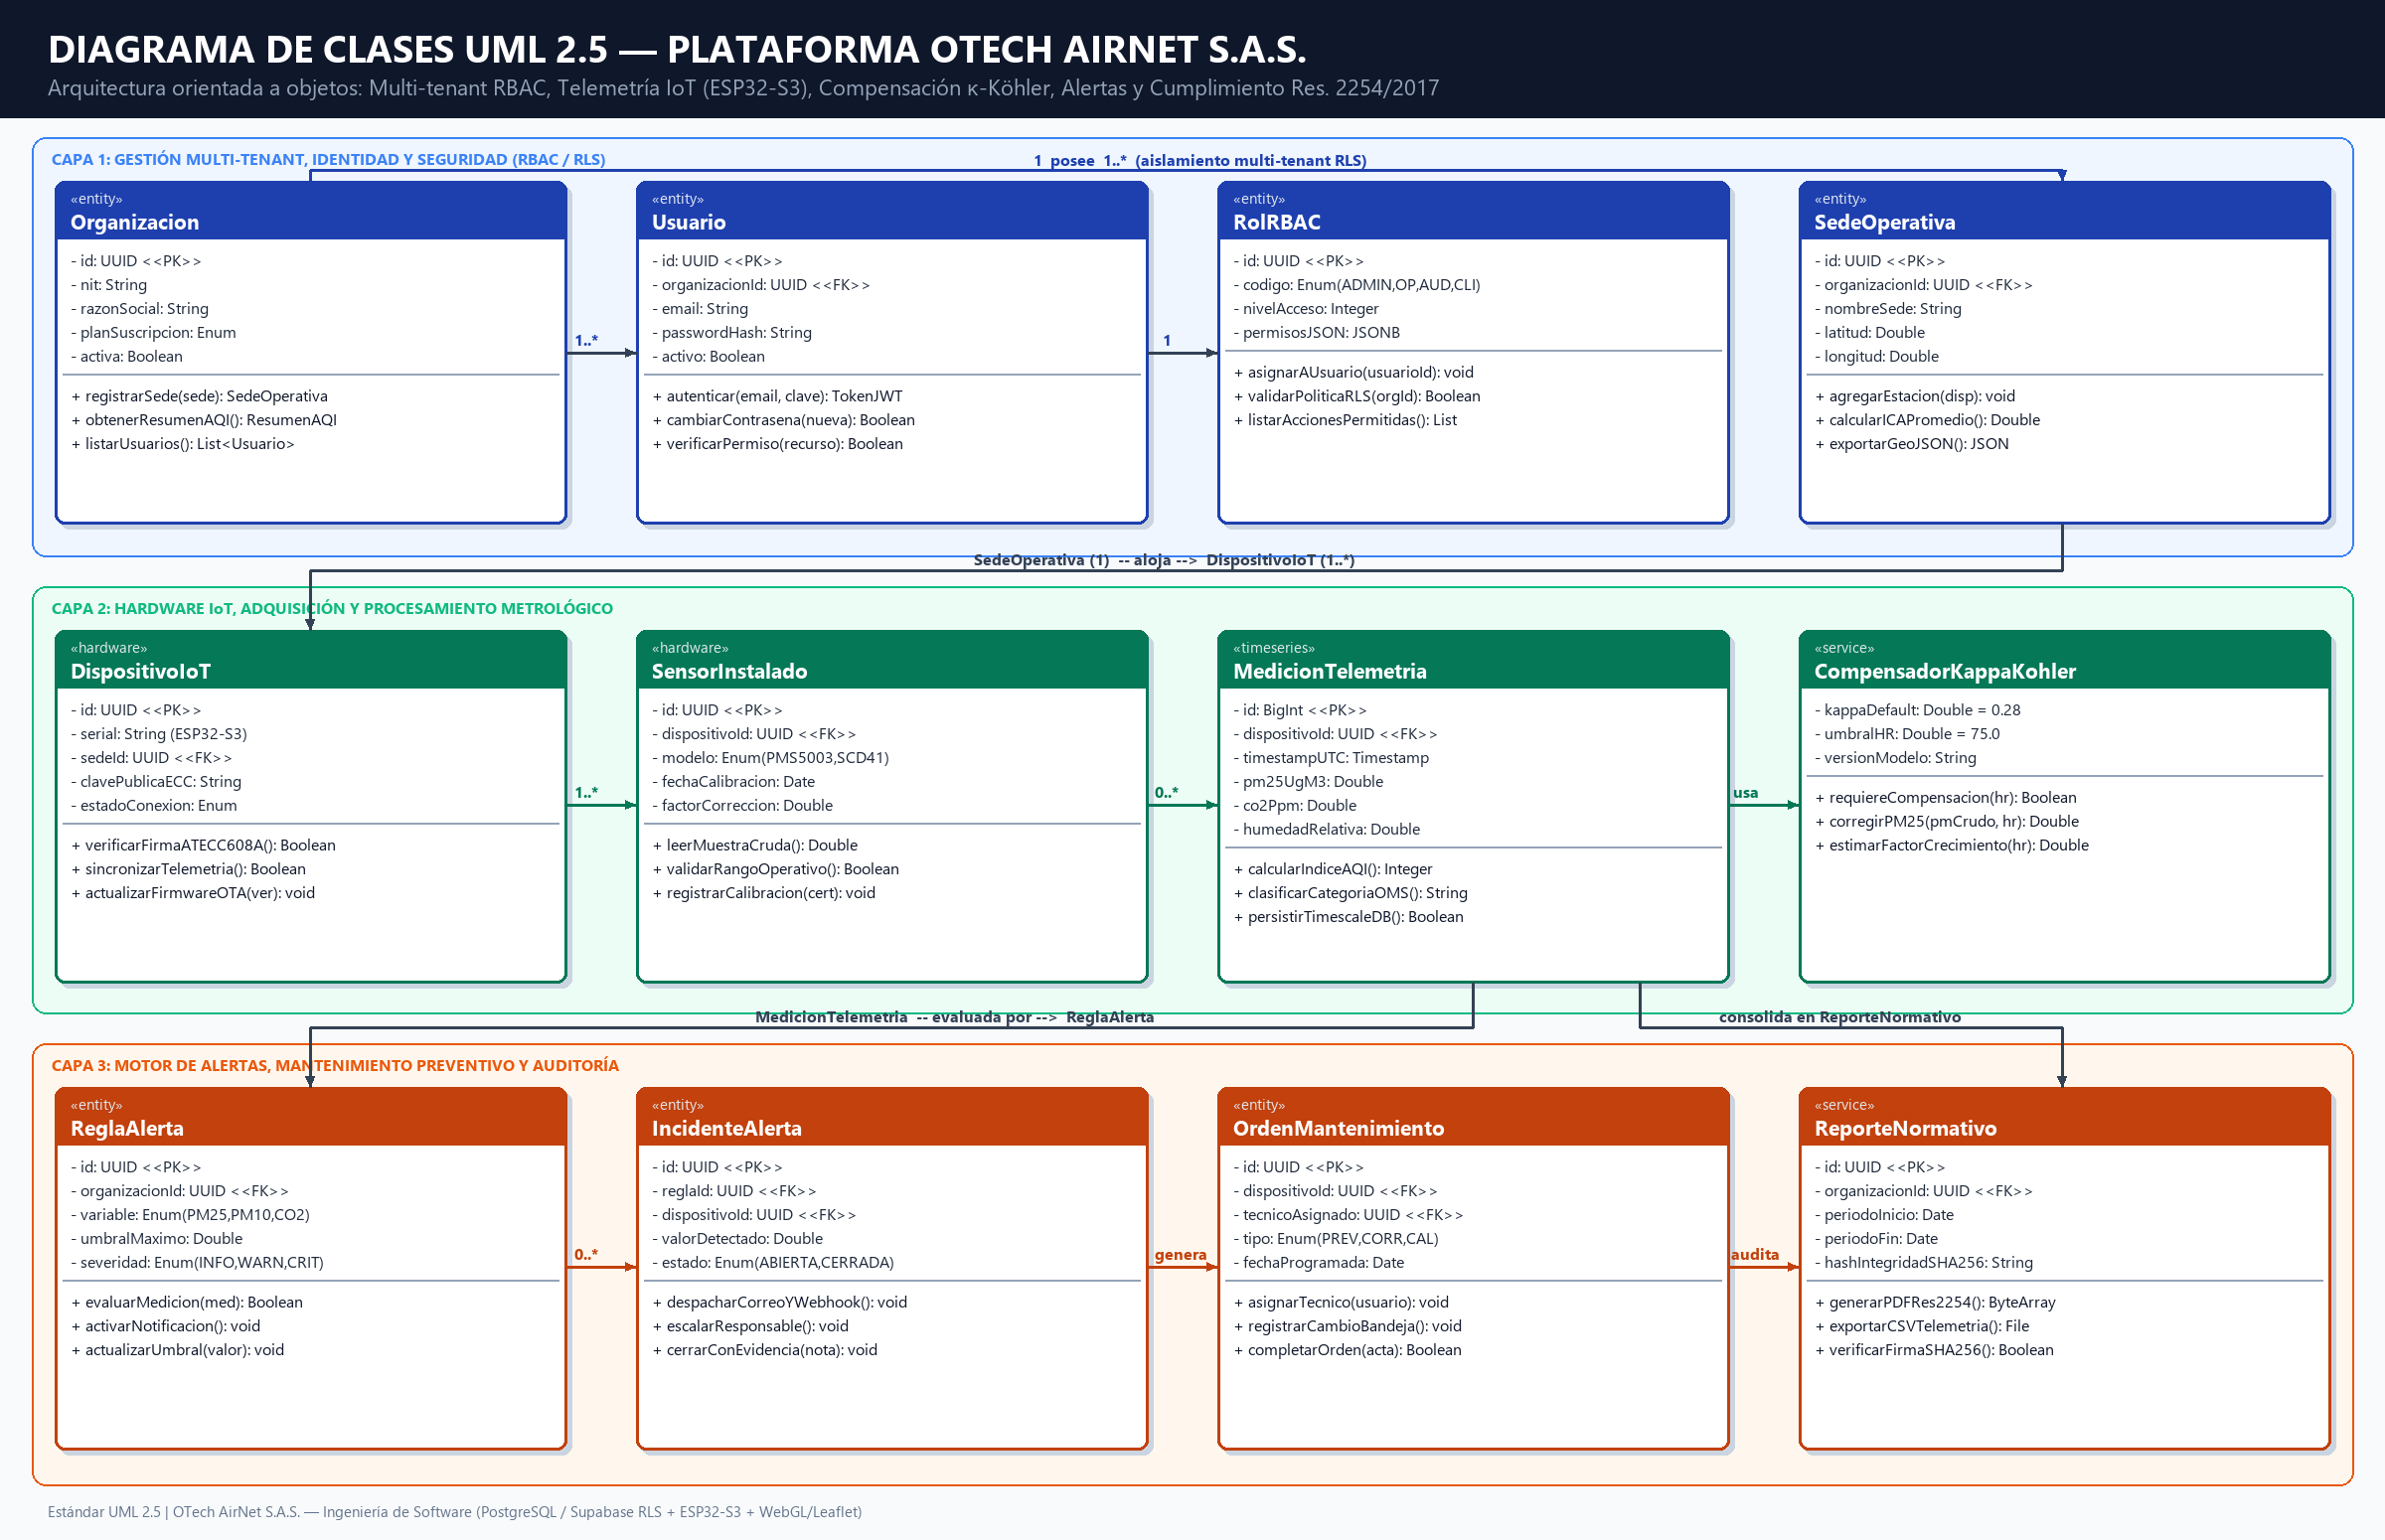 DIAGRAMA DE CLASES UML 2.5 — PLATAFORMA OTECH AIRNET S.A.S.
Arquitectura orientada a objetos: Multi-tenant RBAC, Telemetría IoT (ESP32-S3), Compensación κ-Köhler, Alertas y Cumplimiento Res. 2254/2017
CAPA 1: GESTIÓN MULTI-TENANT, IDENTIDAD Y SEGURIDAD (RBAC / RLS)
1 posee 1..* (aislamiento multi-tenant RLS)
«entity»
Organizacion
- id: UUID <<PK>>
- nit: String
- razonSocial: String
- planSuscripcion: Enum
- activa: Boolean
+ registrarSede(sede): SedeOperativa
+ obtenerResumenAQI(): ResumenAQI
+ listarUsuarios(): List<Usuario>
1..*
«entity»
Usuario
- id: UUID <<PK>>
- organizacionId: UUID <<FK>>
- email: String
- passwordHash: String
- activo: Boolean
+ autenticar(email, clave): TokenJWT
+ cambiarContrasena(nueva): Boolean
+ verificarPermiso(recurso): Boolean
1
«entity»
RolRBAC
- id: UUID <<PK>>
- codigo: Enum(ADMIN,OP,AUD,CLI)
- nivelAcceso: Integer
- permisosJSON: JSONB
+ asignarAUsuario(usuarioId): void
+ validarPoliticaRLS(orgId): Boolean
+ listarAccionesPermitidas(): List
«entity»
SedeOperativa
- id: UUID <<PK>>
- organizacionId: UUID <<FK>>
- nombreSede: String
- latitud: Double
- longitud: Double
+ agregarEstacion(disp): void
+ calcularICAPromedio(): Double
+ exportarGeoJSON(): JSON
SedeOperativa (1) -- aloja --> DispositivoIoT (1..*)
CAPA 2: HARDWARE IoT, ADQUISICIÓN Y PROCESAMIENTO METROLÓGICO
«hardware»
DispositivoIoT
- id: UUID <<PK>>
- serial: String (ESP32-S3)
- sedeId: UUID <<FK>>
- clavePublicaECC: String
- estadoConexion: Enum
+ verificarFirmaATECC608A(): Boolean
+ sincronizarTelemetria(): Boolean
+ actualizarFirmwareOTA(ver): void
1..*
«hardware»
SensorInstalado
- id: UUID <<PK>>
- dispositivoId: UUID <<FK>>
- modelo: Enum(PMS5003,SCD41)
- fechaCalibracion: Date
- factorCorreccion: Double
+ leerMuestraCruda(): Double
+ validarRangoOperativo(): Boolean
+ registrarCalibracion(cert): void
0..*
«timeseries»
MedicionTelemetria
- id: BigInt <<PK>>
- dispositivoId: UUID <<FK>>
- timestampUTC: Timestamp
- pm25UgM3: Double
- co2Ppm: Double
- humedadRelativa: Double
+ calcularIndiceAQI(): Integer
+ clasificarCategoriaOMS(): String
+ persistirTimescaleDB(): Boolean
usa
«service»
CompensadorKappaKohler
- kappaDefault: Double = 0.28
- umbralHR: Double = 75.0
- versionModelo: String
+ requiereCompensacion(hr): Boolean
+ corregirPM25(pmCrudo, hr): Double
+ estimarFactorCrecimiento(hr): Double
MedicionTelemetria -- evaluada por --> ReglaAlerta
consolida en ReporteNormativo
CAPA 3: MOTOR DE ALERTAS, MANTENIMIENTO PREVENTIVO Y AUDITORÍA
«entity»
ReglaAlerta
- id: UUID <<PK>>
- organizacionId: UUID <<FK>>
- variable: Enum(PM25,PM10,CO2)
- umbralMaximo: Double
- severidad: Enum(INFO,WARN,CRIT)
+ evaluarMedicion(med): Boolean
+ activarNotificacion(): void
+ actualizarUmbral(valor): void
0..*
«entity»
IncidenteAlerta
- id: UUID <<PK>>
- reglaId: UUID <<FK>>
- dispositivoId: UUID <<FK>>
- valorDetectado: Double
- estado: Enum(ABIERTA,CERRADA)
+ despacharCorreoYWebhook(): void
+ escalarResponsable(): void
+ cerrarConEvidencia(nota): void
genera
«entity»
OrdenMantenimiento
- id: UUID <<PK>>
- dispositivoId: UUID <<FK>>
- tecnicoAsignado: UUID <<FK>>
- tipo: Enum(PREV,CORR,CAL)
- fechaProgramada: Date
+ asignarTecnico(usuario): void
+ registrarCambioBandeja(): void
+ completarOrden(acta): Boolean
audita
«service»
ReporteNormativo
- id: UUID <<PK>>
- organizacionId: UUID <<FK>>
- periodoInicio: Date
- periodoFin: Date
- hashIntegridadSHA256: String
+ generarPDFRes2254(): ByteArray
+ exportarCSVTelemetria(): File
+ verificarFirmaSHA256(): Boolean
Estándar UML 2.5 | OTech AirNet S.A.S. — Ingeniería de Software (PostgreSQL / Supabase RLS + ESP32-S3 + WebGL/Leaflet)